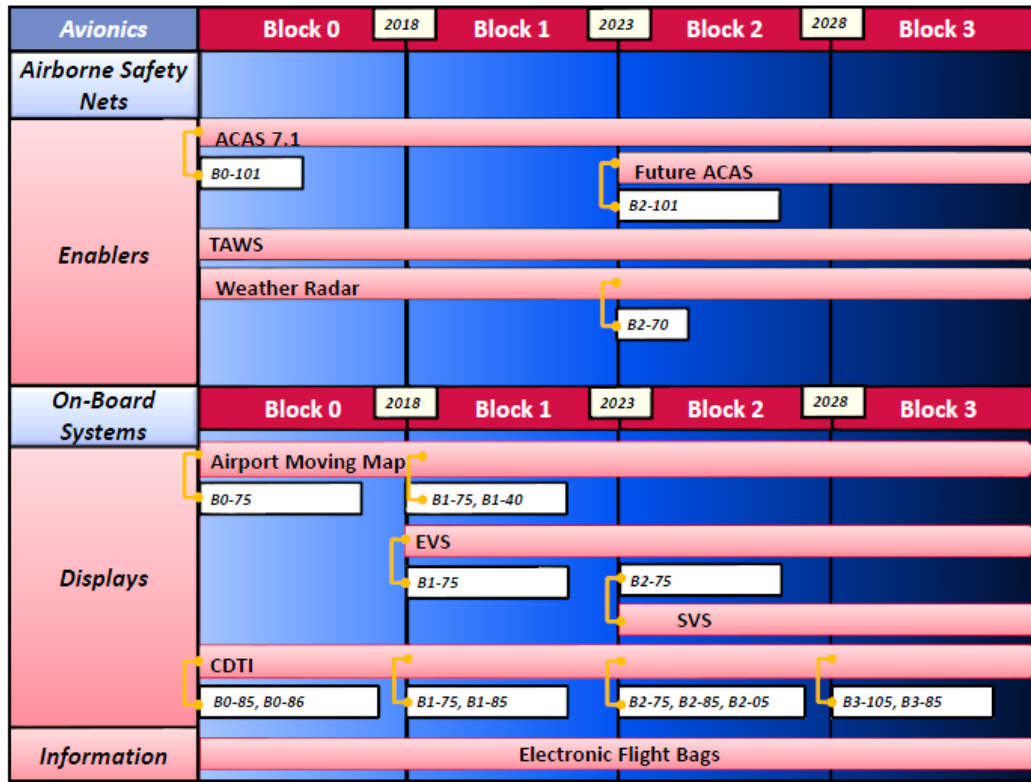 Avionics Block 0 2018 Block 1 2023 Block 2 2028 Block 3
Airborne Safety
Nets
Enablers
ACAS 7.1
B0-101
Future ACAS
B2-101
TAWS
Weather Radar
B2-70
On-Board
Systems
Block 0 2018 Block 1 2023 Block 2 2028 Block 3
Displays
Airport Moving Map
B0-75
B1-75, B1-40
EVS
B1-75
B2-75
SVS
CDTI
B0-85, B0-86
B1-75, B1-85
B2-75, B2-85, B2-05
B3-105, B3-85
Information
Electronic Flight Bags